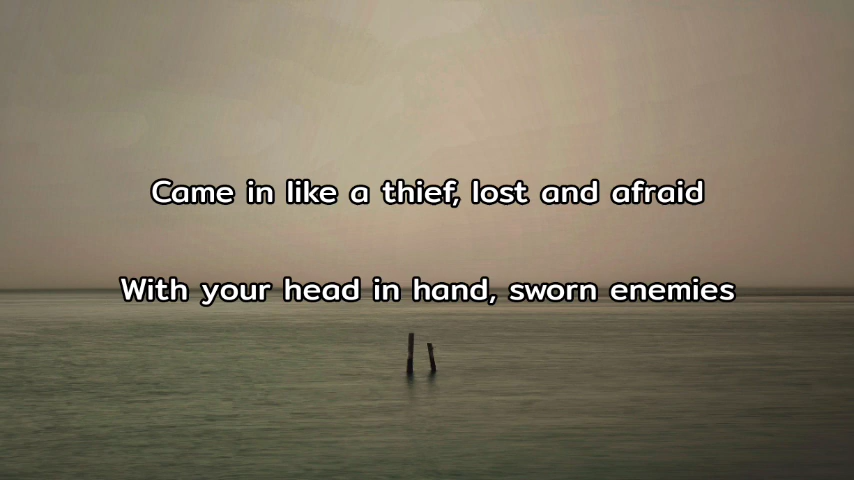 Came in like a thief, lost and afraid
With your head in hand, sworn enemies